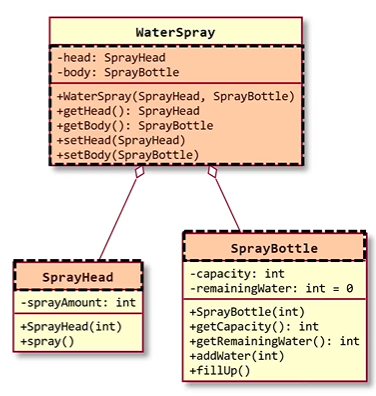 WaterSpray
-head: SprayHead
-body: SprayBottle
+WaterSpray(SprayHead, SprayBottle)
+getHead(): SprayHead
+getBody(): SprayBottle
+setHead(SprayHead)
+setBody(SprayBottle)
SprayHead
-sprayAmount: int
+SprayHead(int)
+spray()
SprayBottle
-capacity: int
-remainingWater: int = 0
+SprayBottle(int)
+getCapacity(): int
+getRemainingWater(): int
+addWater(int)
+fillUp()